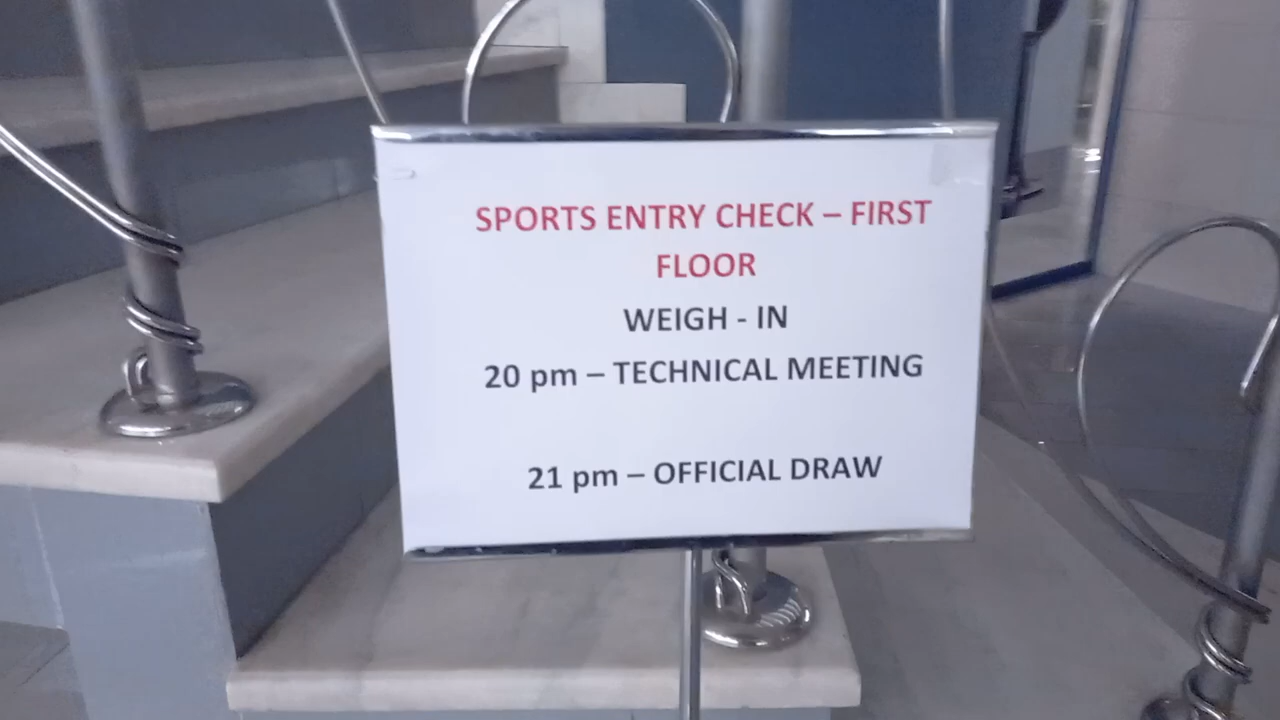 SPORTS ENTRY CHECK – FIRST
FLOOR
WEIGH - IN
20 pm – TECHNICAL MEETING
21 pm – OFFICIAL DRAW